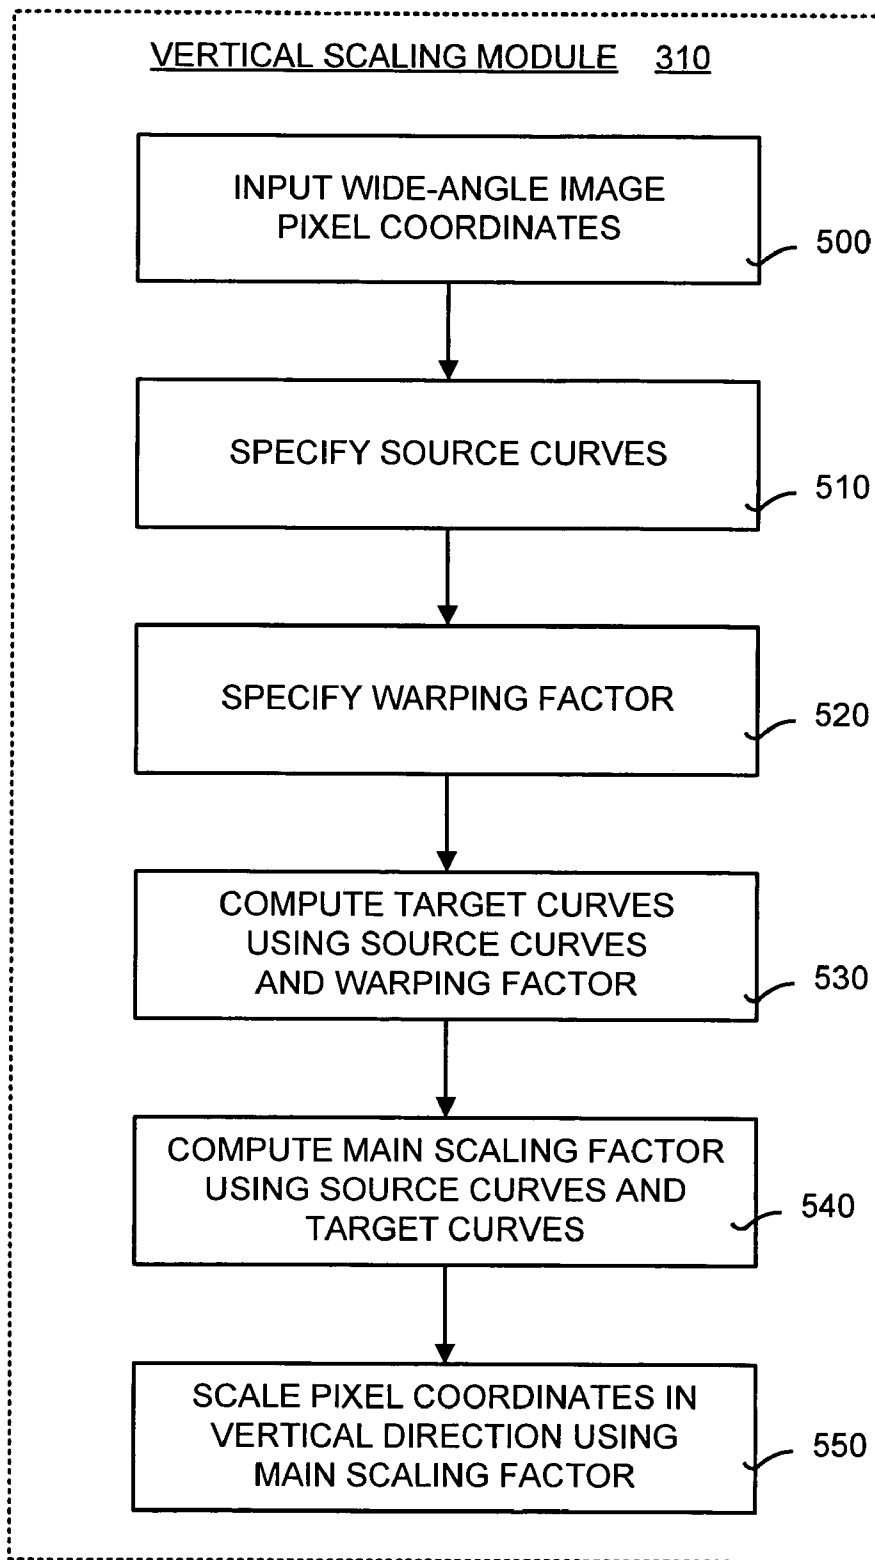 VERTICAL SCALING MODULE 310
INPUT WIDE-ANGLE IMAGE
PIXEL COORDINATES
500
SPECIFY SOURCE CURVES
510
SPECIFY WARPING FACTOR
520
COMPUTE TARGET CURVES
USING SOURCE CURVES
AND WARPING FACTOR
530
COMPUTE MAIN SCALING FACTOR
USING SOURCE CURVES AND
TARGET CURVES
540
SCALE PIXEL COORDINATES IN
VERTICAL DIRECTION USING
MAIN SCALING FACTOR
550